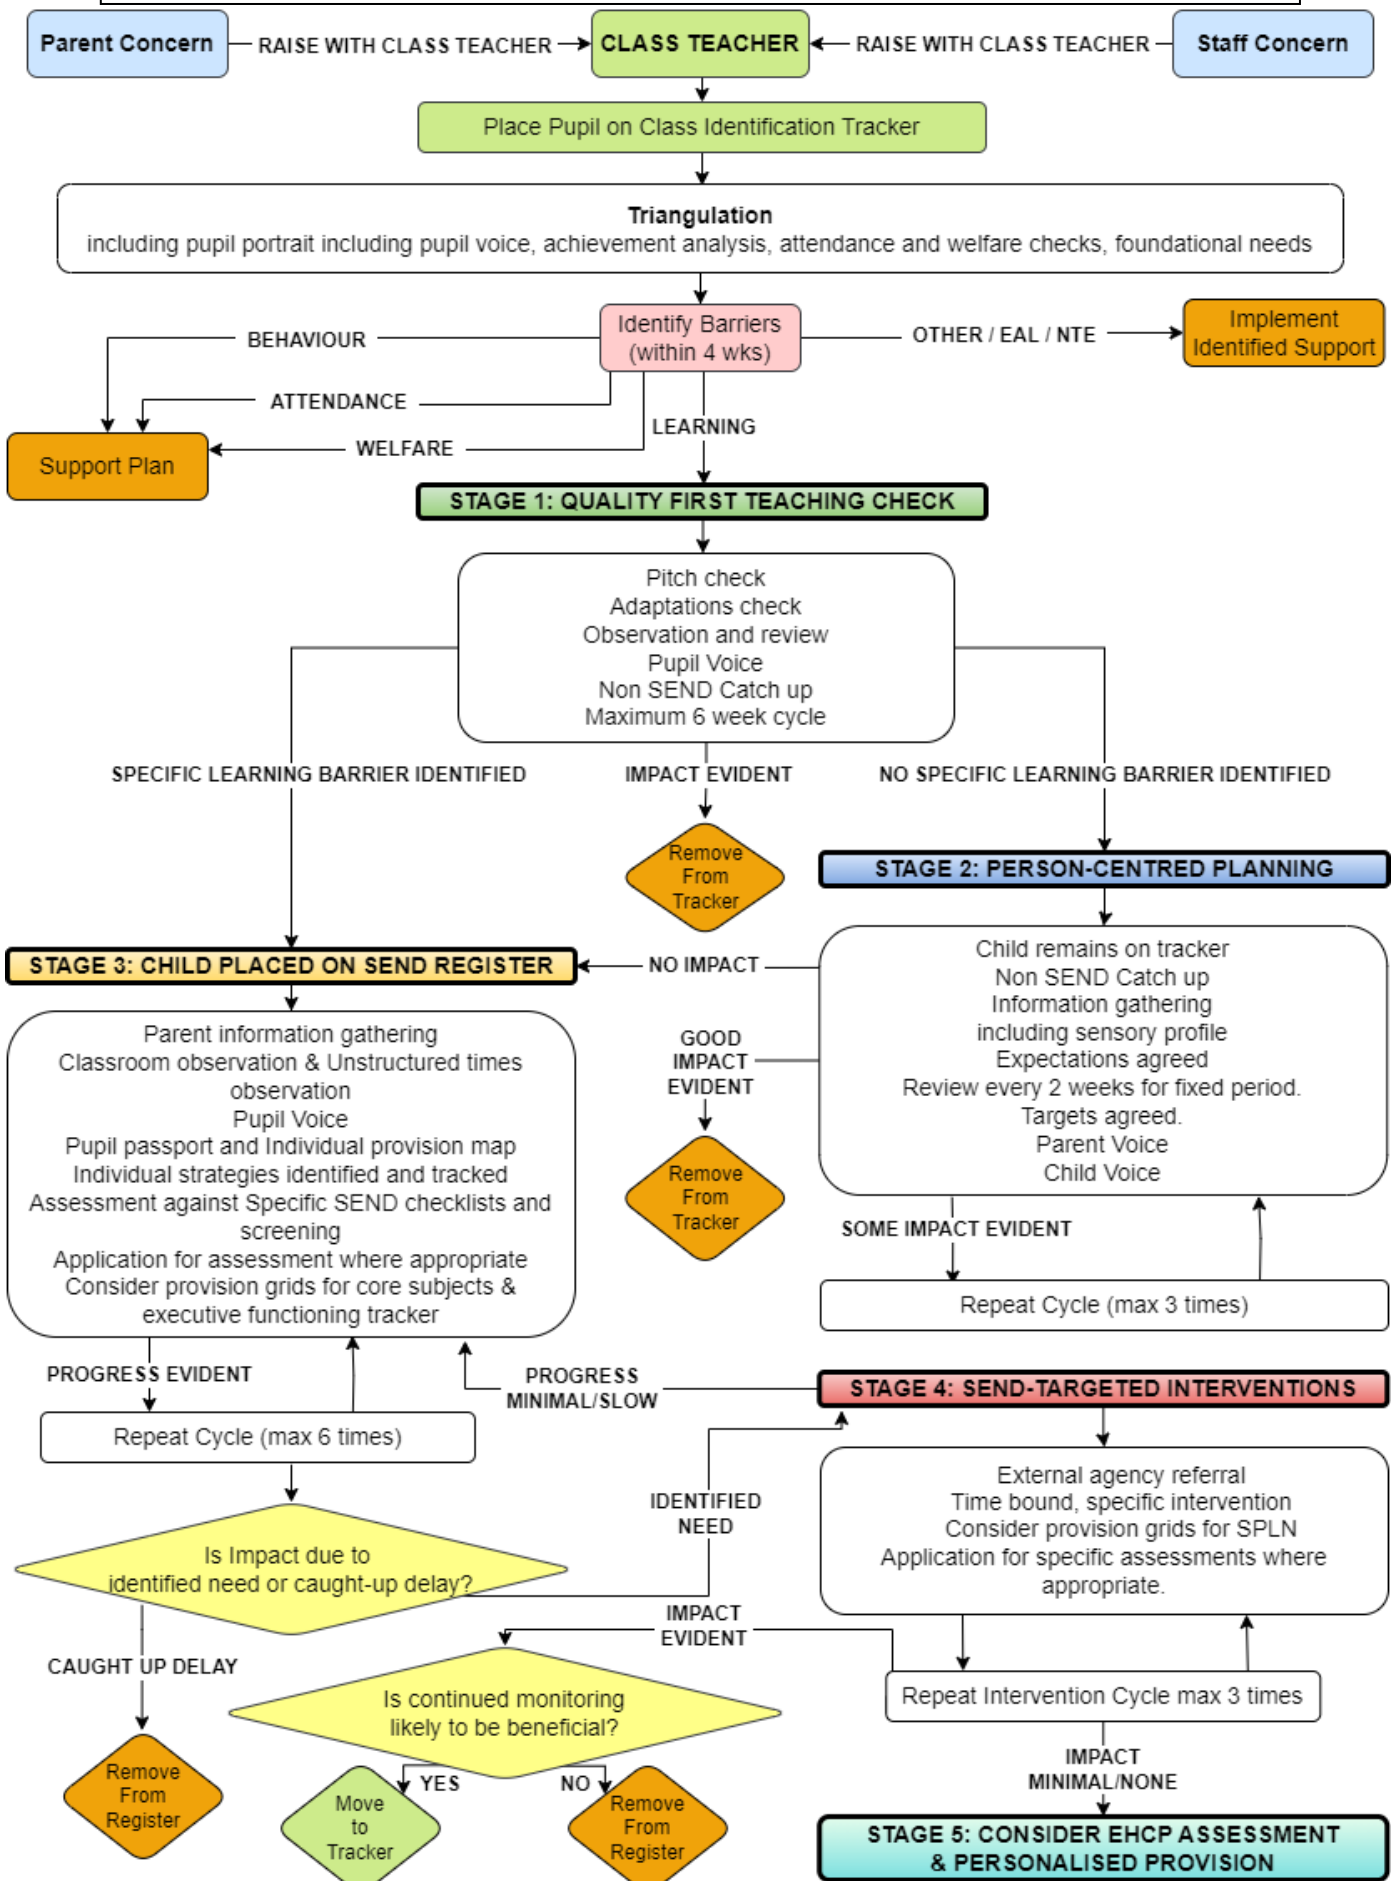 Parent Concern
RAISE WITH CLASS TEACHER
CLASS TEACHER
RAISE WITH CLASS TEACHER
Staff Concern
Place Pupil on Class Identification Tracker
Triangulation
including pupil portrait including pupil voice, achievement analysis, attendance and welfare checks, foundational needs
Identify Barriers
(within 4 wks)
BEHAVIOUR
OTHER / EAL / NTE
Implement
Identified Support
ATTENDANCE
LEARNING
WELFARE
Support Plan
STAGE 1: QUALITY FIRST TEACHING CHECK
Pitch check
Adaptations check
Observation and review
Pupil Voice
Non SEND Catch up
Maximum 6 week cycle
SPECIFIC LEARNING BARRIER IDENTIFIED
IMPACT EVIDENT
NO SPECIFIC LEARNING BARRIER IDENTIFIED
Remove
From
Tracker
STAGE 2: PERSON-CENTRED PLANNING
Child remains on tracker
Non SEND Catch up
Information gathering
including sensory profile
Expectations agreed
Review every 2 weeks for fixed period.
Targets agreed.
Parent Voice
Child Voice
NO IMPACT
STAGE 3: CHILD PLACED ON SEND REGISTER
GOOD
IMPACT
EVIDENT
Remove
From
Tracker
SOME IMPACT EVIDENT
Repeat Cycle (max 3 times)
Parent information gathering
Classroom observation & Unstructured times
observation
Pupil Voice
Pupil passport and Individual provision map
Individual strategies identified and tracked
Assessment against Specific SEND checklists and
screening
Application for assessment where appropriate
Consider provision grids for core subjects &
executive functioning tracker
PROGRESS EVIDENT
PROGRESS
MINIMAL/SLOW
STAGE 4: SEND-TARGETED INTERVENTIONS
Repeat Cycle (max 6 times)
External agency referral
Time bound, specific intervention
Consider provision grids for SPLN
Application for specific assessments where
appropriate.
IDENTIFIED
NEED
Is Impact due to
identified need or caught-up delay?
IMPACT
EVIDENT
CAUGHT UP DELAY
Is continued monitoring
likely to be beneficial?
Repeat Intervention Cycle max 3 times
Remove
From
Register
YES
NO
Move
to
Tracker
Remove
From
Register
IMPACT
MINIMAL/NONE
STAGE 5: CONSIDER EHCP ASSESSMENT
& PERSONALISED PROVISION